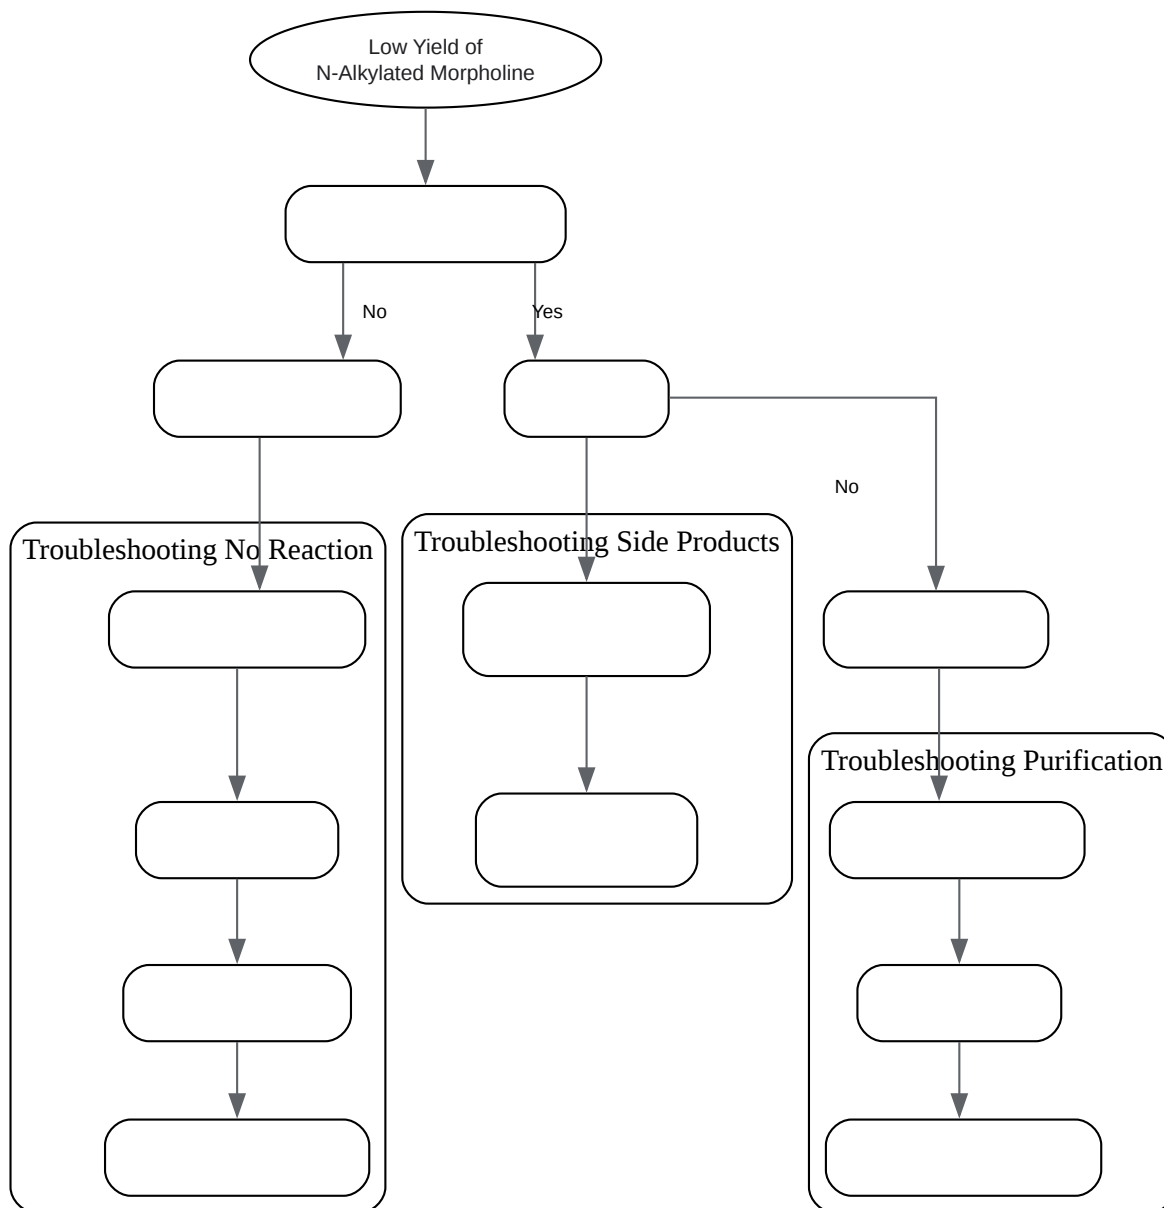 Low Yield of
N-Alkylated Morpholine
No
Yes
No
Troubleshooting No Reaction
Troubleshooting Side Products
Troubleshooting Purification